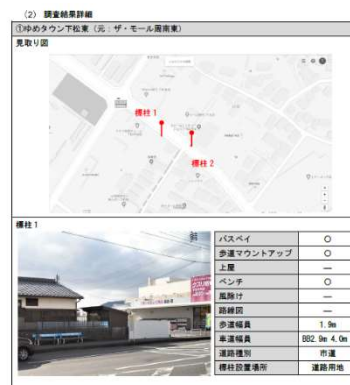 (2) 調査結果詳細
①ゆめタウン下松東（元：ザ・モール周南東）
見取り図
標柱 1
標柱 2
標柱 1
バスベイ ○
歩道マウントアップ ○
上屋 ―
ベンチ ○
風除け ―
路線図 ―
歩道幅員 1.9m
車道幅員 BB2.9m 4.0m
道路種別 市道
標柱設置場所 道路用地